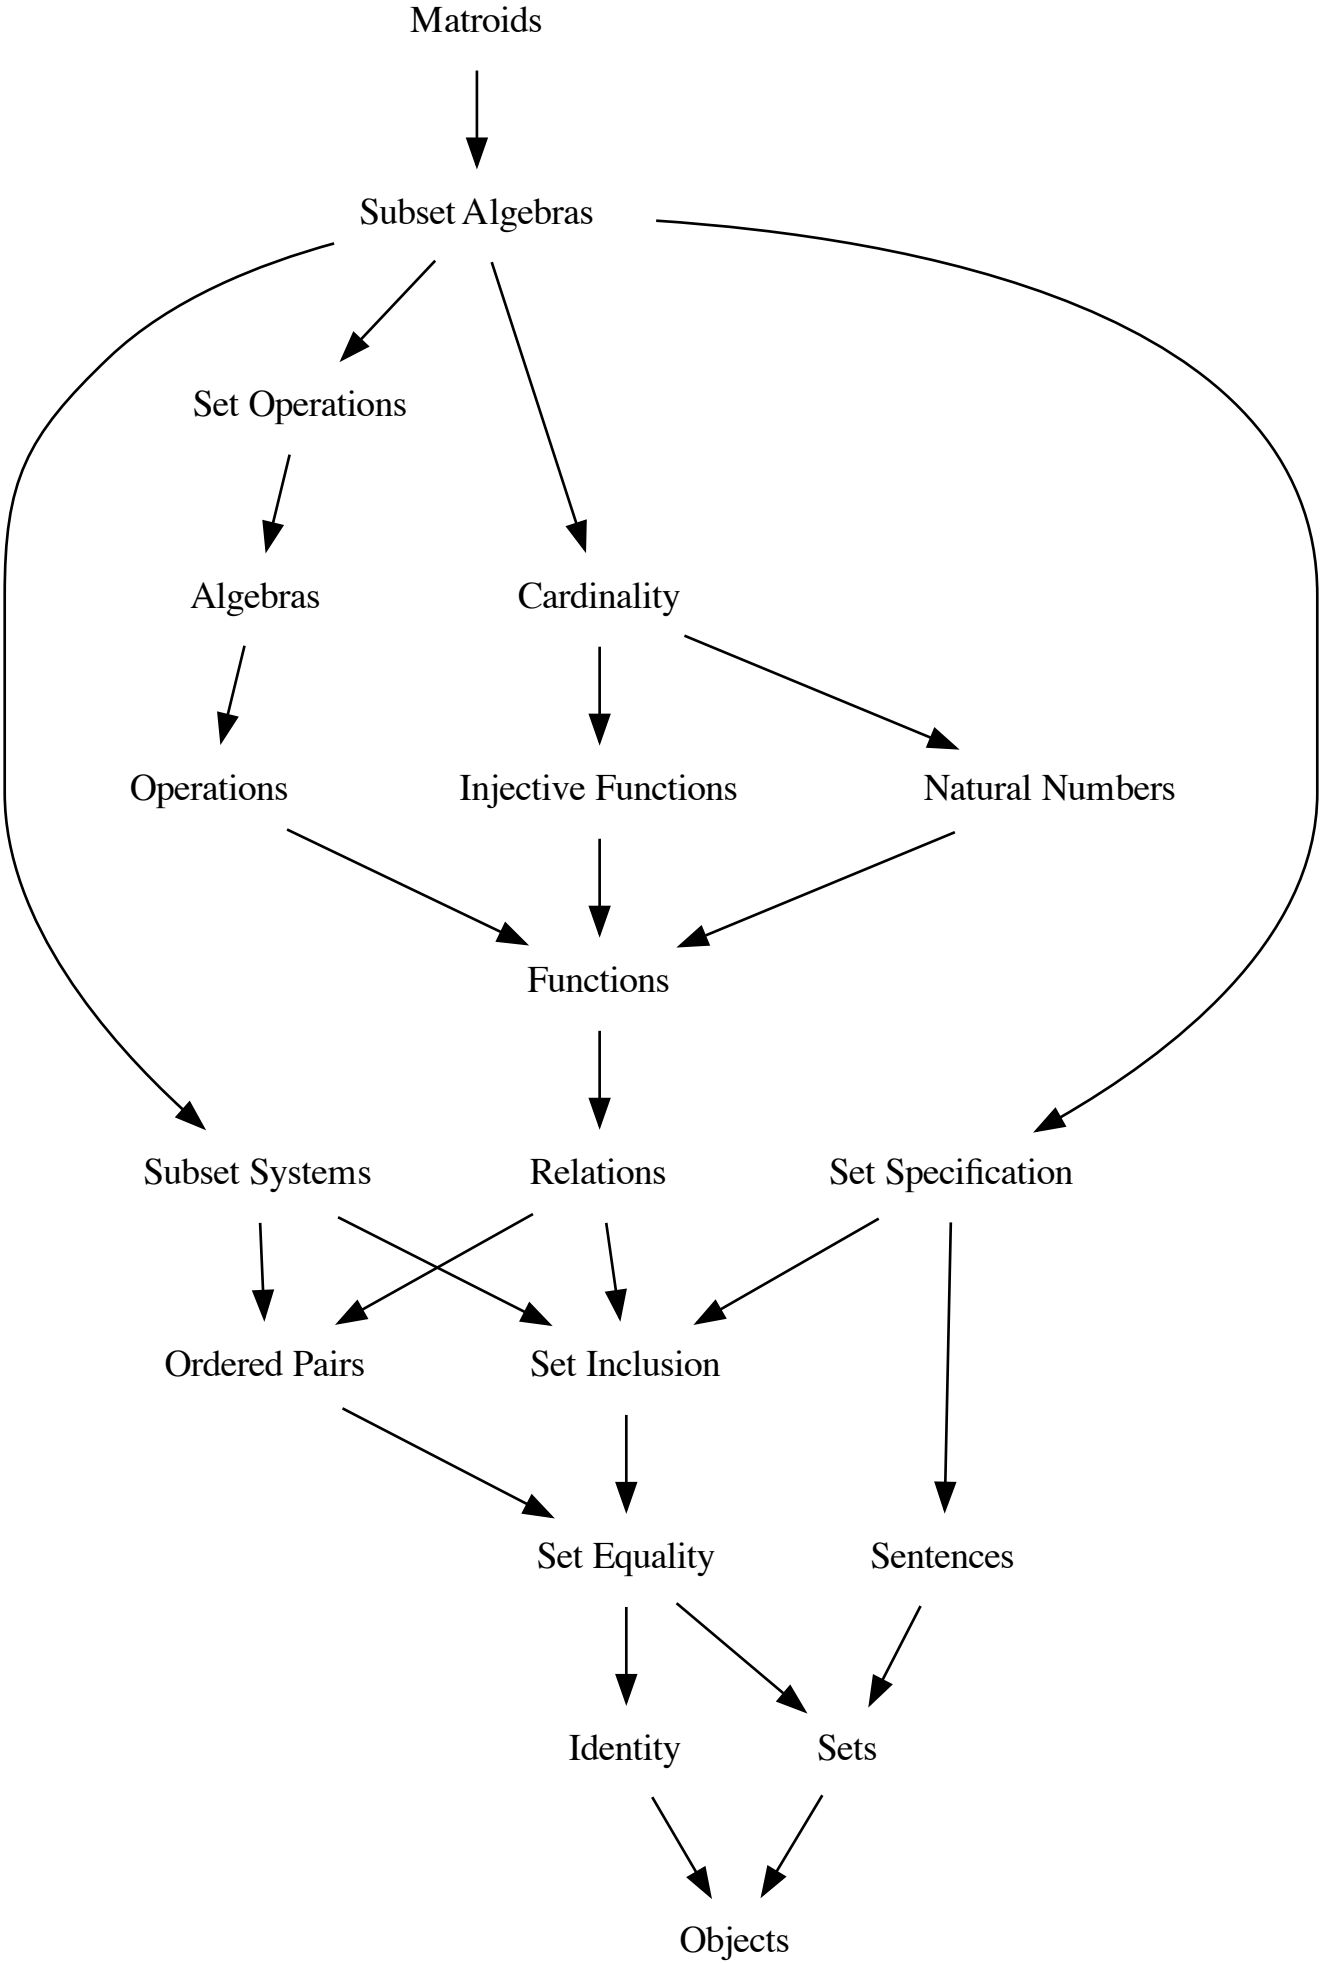 Matroids
Subset Algebras
Set Operations
Algebras
Cardinality
Operations
Injective Functions
Natural Numbers
Functions
Subset Systems
Relations
Set Specification
Ordered Pairs
Set Inclusion
Set Equality
Sentences
Identity
Sets
Objects